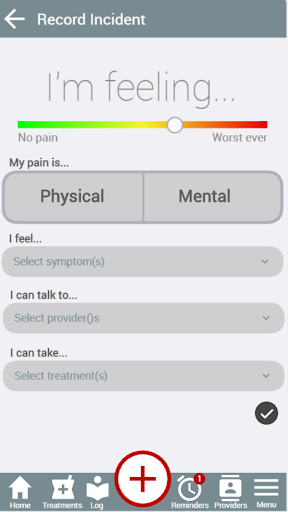 Record Incident
I'm feeling...
No pain Worst ever
My pain is...
Physical Mental
I feel...
Select symptom(s)
I can talk to...
Select provider()s
I can take...
Select treatment(s)
1
Home Treatments Log Reminders Providers Menu